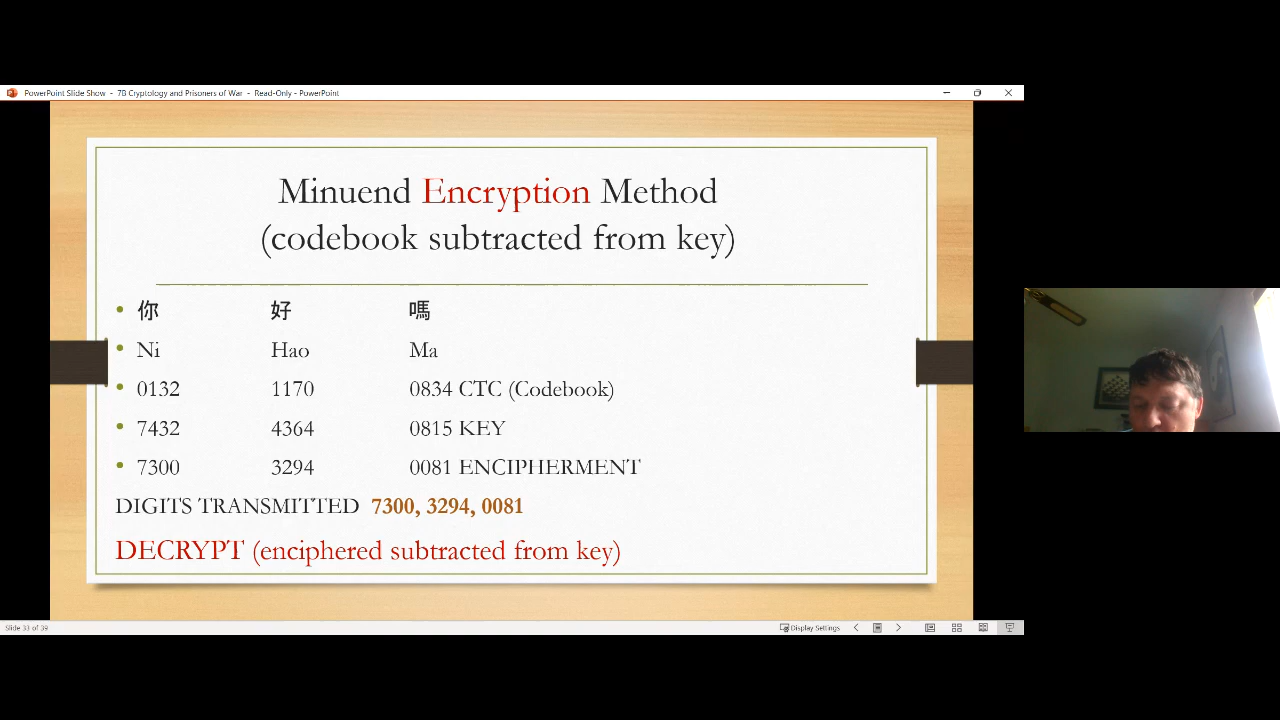 PowerPoint Slide Show - 7B Cryptology and Prisoners of War - Read-Only - PowerPoint
Minuend Encryption Method
(codebook subtracted from key)
你 好 嗎
Ni Hao Ma
0132 1170 0834 CTC (Codebook)
7432 4364 0815 KEY
7300 3294 0081 ENCIPHERMENT
DIGITS TRANSMITTED 7300, 3294, 0081
DECRYPT (enciphered subtracted from key)
Slide 33 of 39
Display Settings